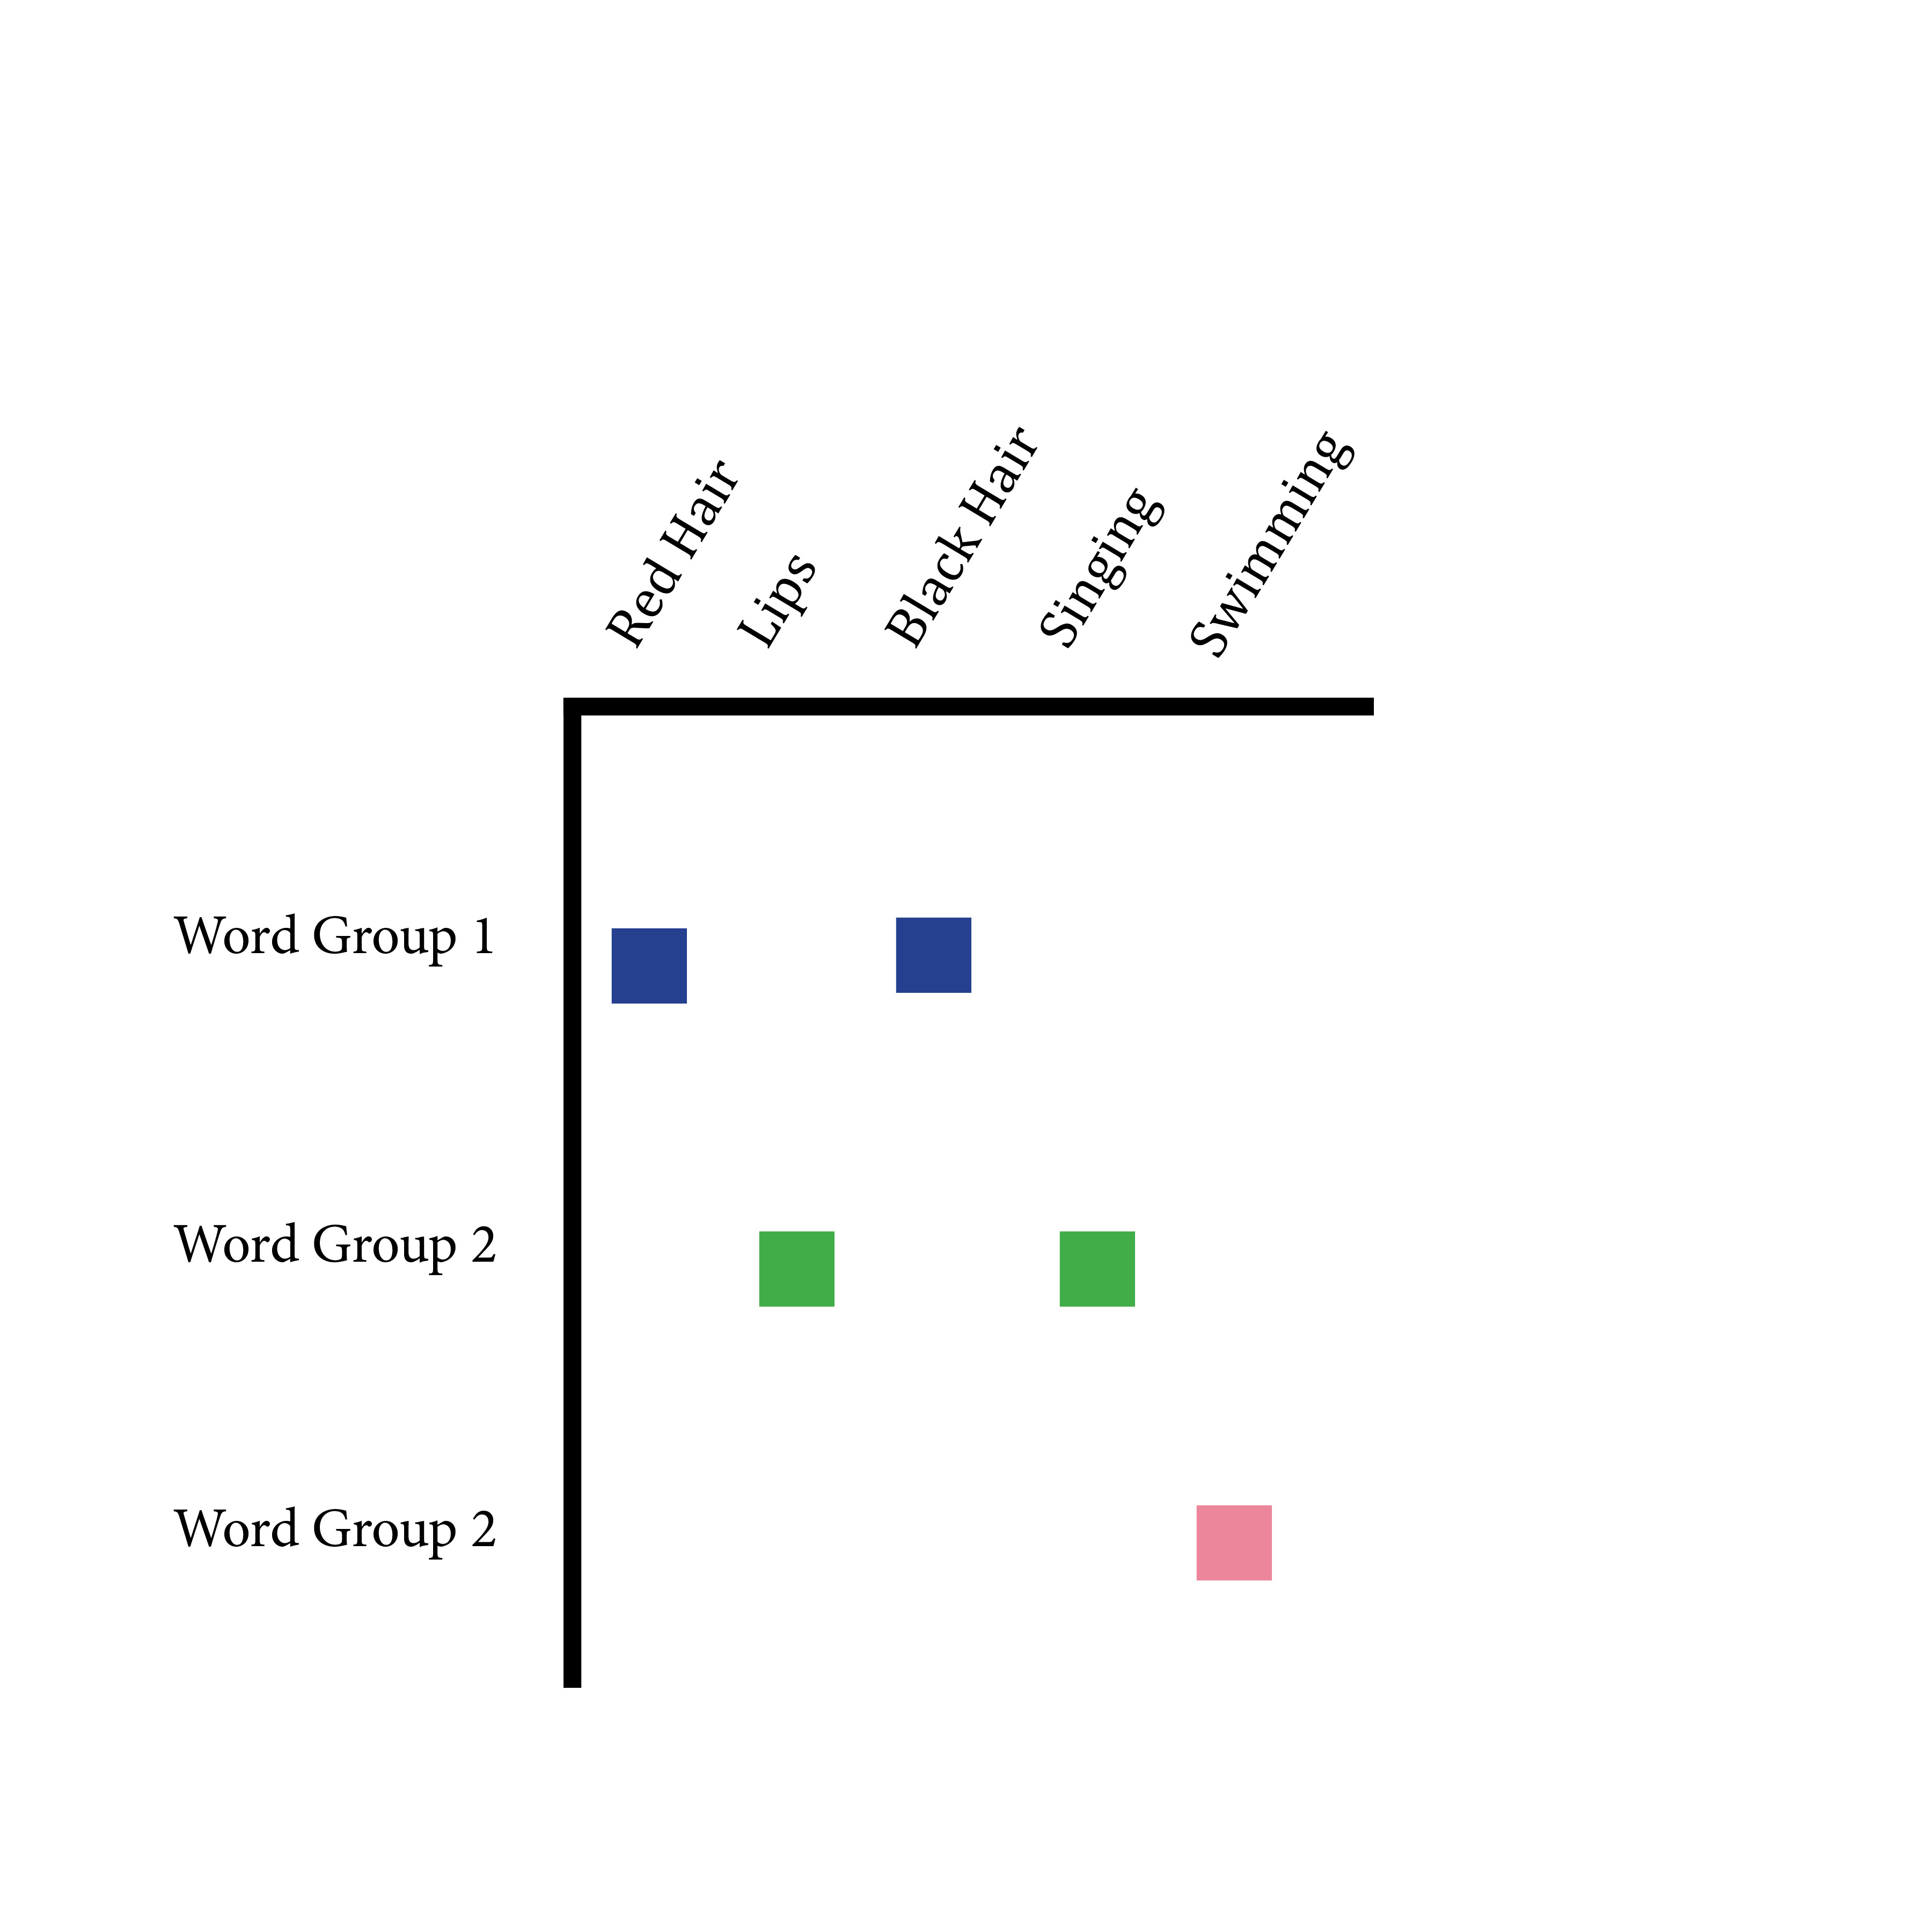 Red Hair
Lips
Black Hair
Singing
Swimming
Word Group 1
Word Group 2
Word Group 2